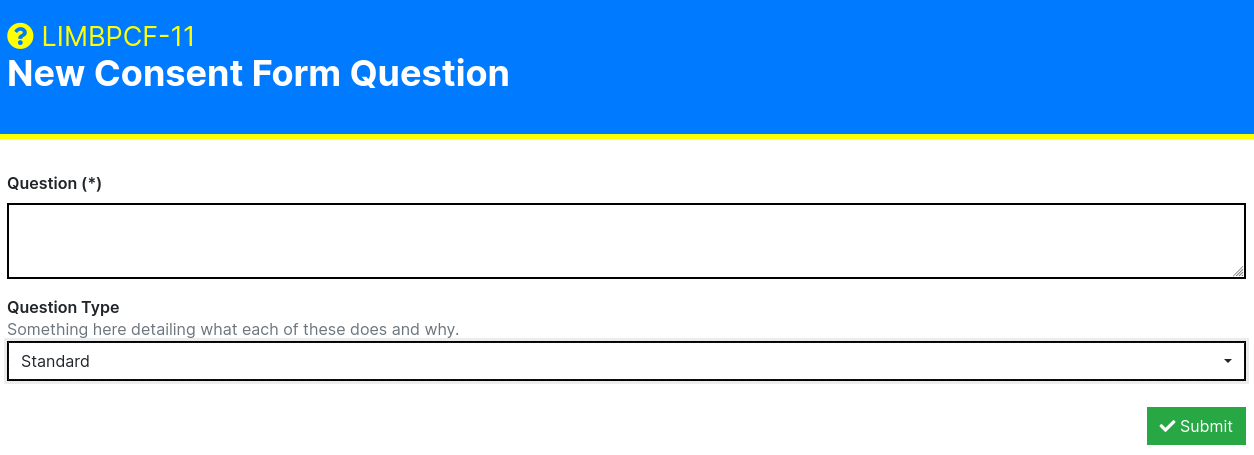 LIMBPCF-11
New Consent Form Question
Question (*)
Question Type
Something here detailing what each of these does and why.
Standard
Submit